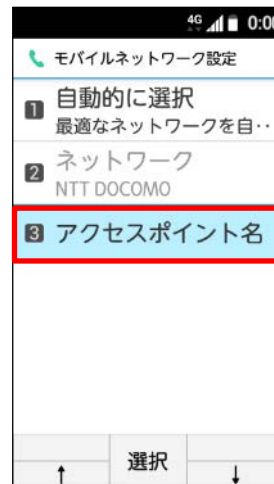 4G 0:0
モバイルネットワーク設定
1 自動的に選択
最適なネットワークを自‥
2 ネットワーク
NTT DOCOMO
3 アクセスポイント名
↑ 選択 ↓